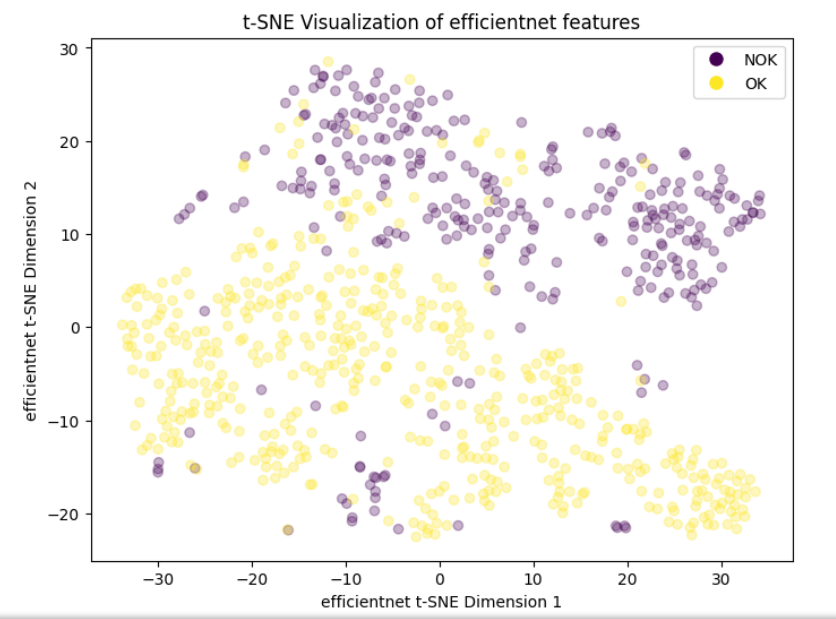 t-SNE Visualization of efficientnet features
NOK
OK
30
20
10
0
−10
−20
efficientnet t-SNE Dimension 2
−30
−20
−10
0
10
20
30
efficientnet t-SNE Dimension 1